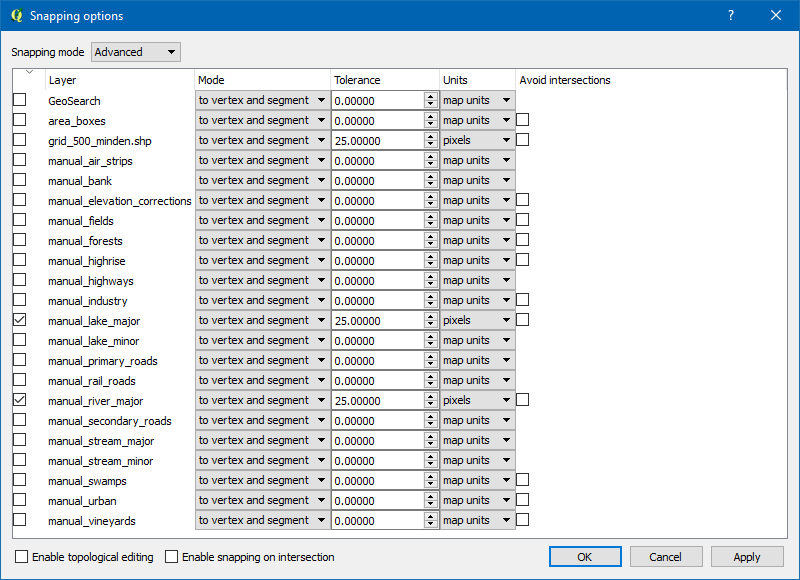 Snapping options
Snapping mode Advanced
Layer Mode Tolerance Units Avoid intersections
GeoSearch to vertex and segment 0.00000 map units
area_boxes to vertex and segment 0.00000 map units
grid_500_minden.shp to vertex and segment 25.00000 pixels
manual_air_strips to vertex and segment 0.00000 map units
manual_bank to vertex and segment 0.00000 map units
manual_elevation_corrections to vertex and segment 0.00000 map units
manual_fields to vertex and segment 0.00000 map units
manual_forests to vertex and segment 0.00000 map units
manual_highrise to vertex and segment 0.00000 map units
manual_highways to vertex and segment 0.00000 map units
manual_industry to vertex and segment 0.00000 map units
manual_lake_major to vertex and segment 25.00000 pixels
manual_lake_minor to vertex and segment 0.00000 map units
manual_primary_roads to vertex and segment 0.00000 map units
manual_rail_roads to vertex and segment 0.00000 map units
manual_river_major to vertex and segment 25.00000 pixels
manual_secondary_roads to vertex and segment 0.00000 map units
manual_stream_major to vertex and segment 0.00000 map units
manual_stream_minor to vertex and segment 0.00000 map units
manual_swamps to vertex and segment 0.00000 map units
manual_urban to vertex and segment 0.00000 map units
manual_vineyards to vertex and segment 0.00000 map units
Enable topological editing Enable snapping on intersection OK Cancel Apply